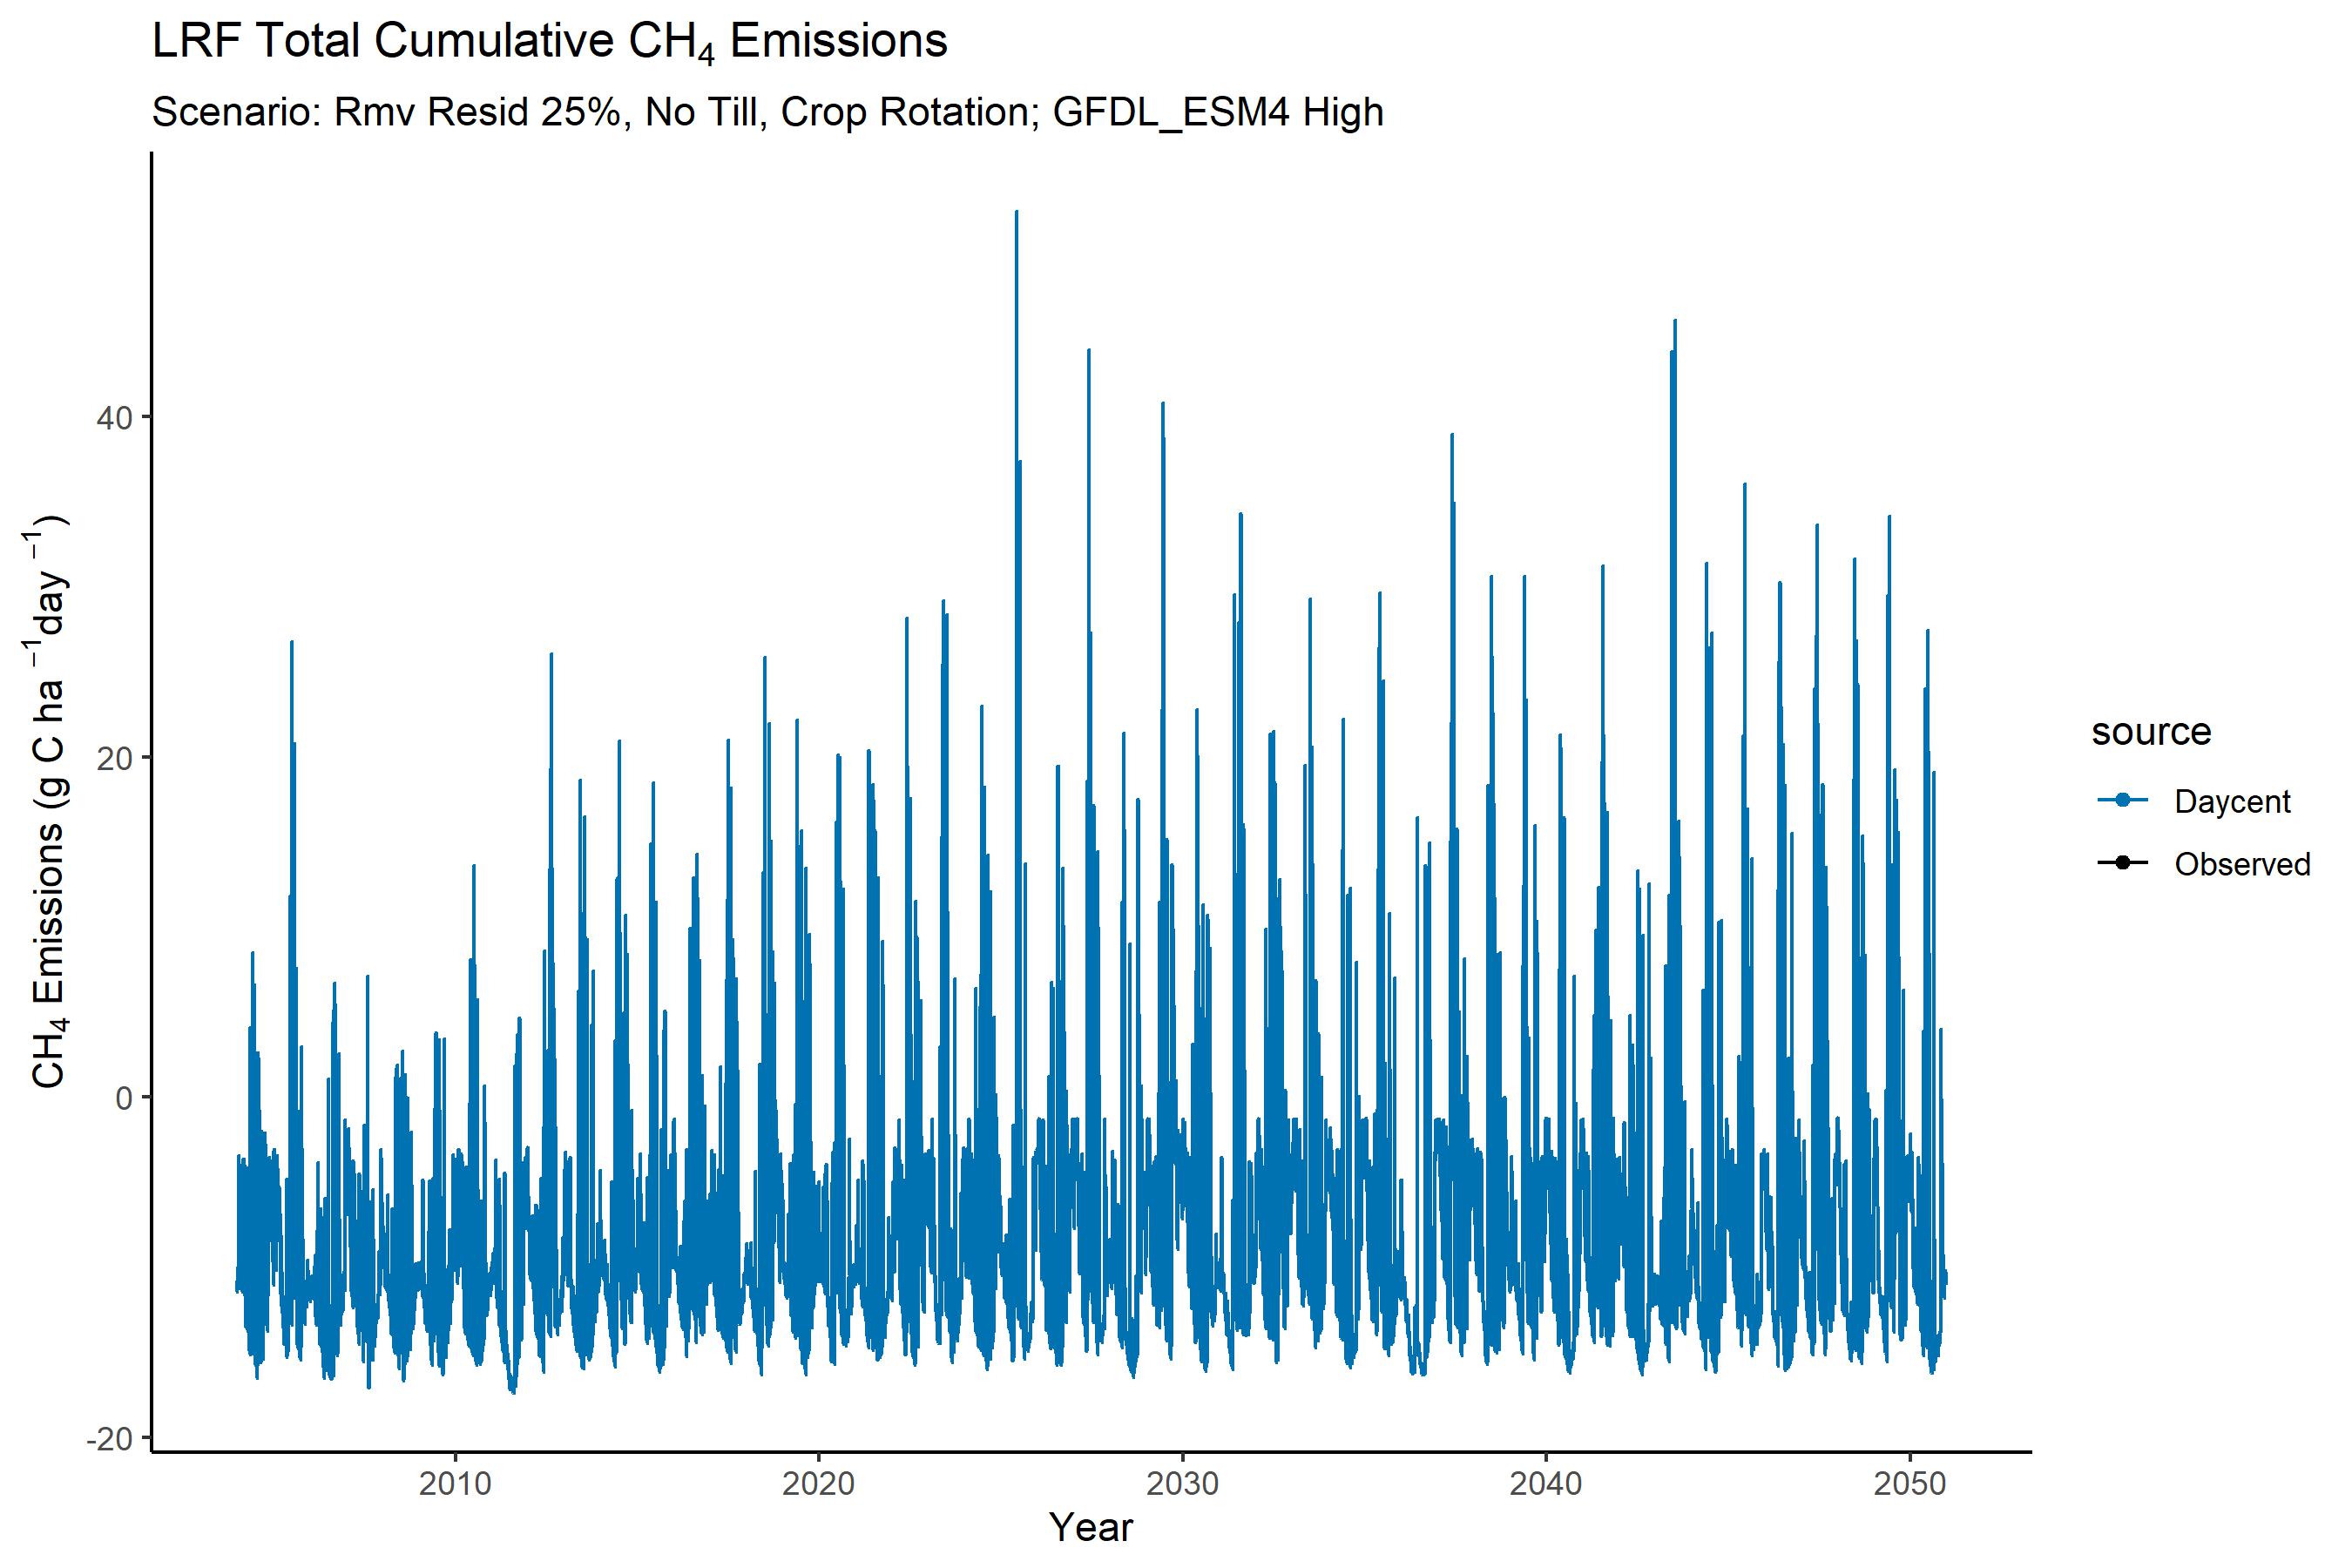 LRF Total Cumulative CH₄ Emissions
Scenario: Rmv Resid 25%, No Till, Crop Rotation; GFDL_ESM4 High
CH₄ Emissions (g C ha ⁻¹day ⁻¹)
40
20
0
-20
2010 2020 2030 2040 2050
Year
source
Daycent
Observed